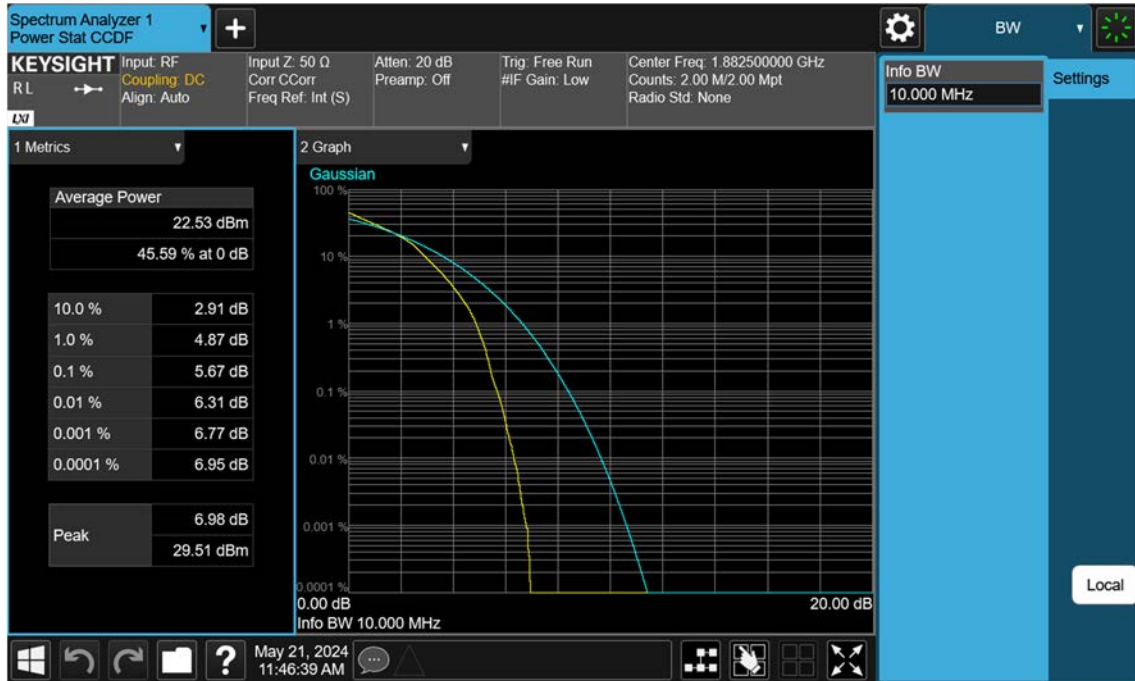 Spectrum Analyzer 1
Power Stat CCDF
+
BW
KEYSIGHT
RL
LXI
Input: RF
Coupling: DC
Align: Auto
Input Z: 50 Ω
Corr CCorr
Freq Ref: Int (S)
Atten: 20 dB
Preamp: Off
Trig: Free Run
#IF Gain: Low
Center Freq: 1.882500000 GHz
Counts: 2.00 M/2.00 Mpt
Radio Std: None
Info BW
10.000 MHz
Settings
1 Metrics
Average Power
22.53 dBm
45.59 % at 0 dB
10.0 % 2.91 dB
1.0 % 4.87 dB
0.1 % 5.67 dB
0.01 % 6.31 dB
0.001 % 6.77 dB
0.0001 % 6.95 dB
Peak
6.98 dB
29.51 dBm
2 Graph
Gaussian
100 %
10 %
1 %
0.1 %
0.01 %
0.001 %
0.0001 %
0.00 dB 20.00 dB
Info BW 10.000 MHz
Local
?
May 21, 2024
11:46:39 AM